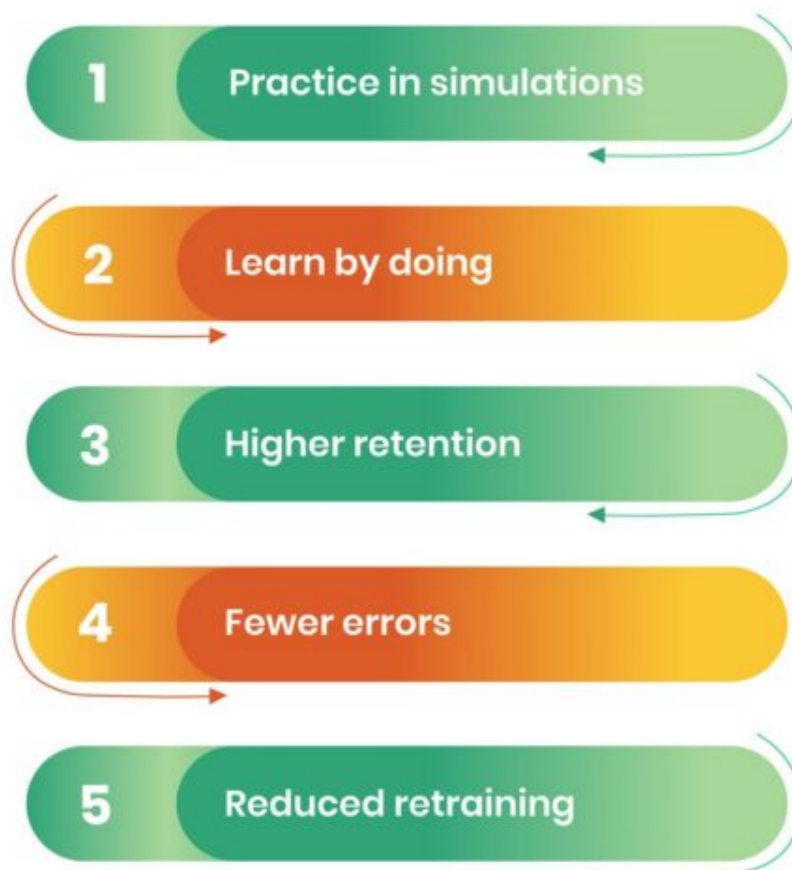 1 Practice in simulations
2 Learn by doing
3 Higher retention
4 Fewer errors
5 Reduced retraining